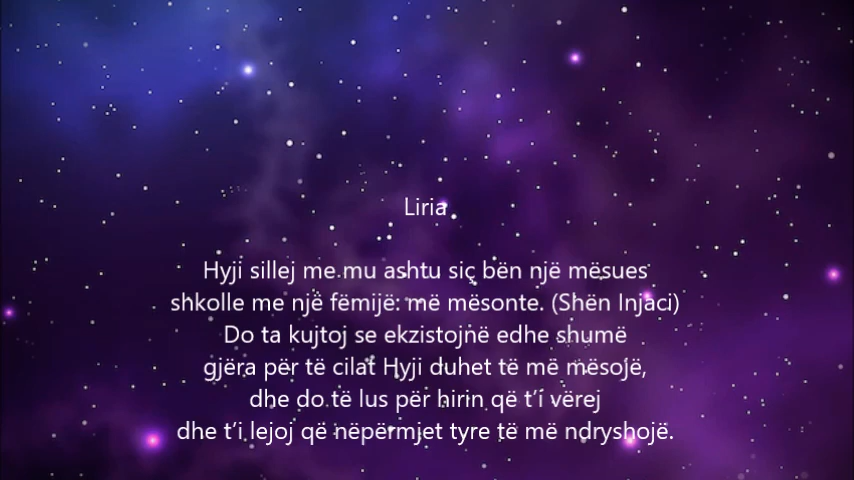 Liria
Hyji sillej me mu ashtu siç bën një mësues
shkolle me një fëmijë: më mësonte. (Shën Injaci)
Do ta kujtoj se ekzistojnë edhe shumë
gjëra për të cilat Hyji duhet të më mësojë,
dhe do të lus për hirin që t’i vërej
dhe t’i lejoj që nëpërmjet tyre të më ndryshojë.